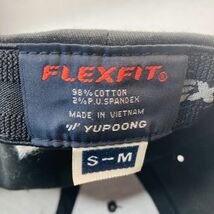 FLEXFIT®
98% COTTON
2% P.U. SPANDEX
MADE IN VIETNAM
YUPOONG
S-M